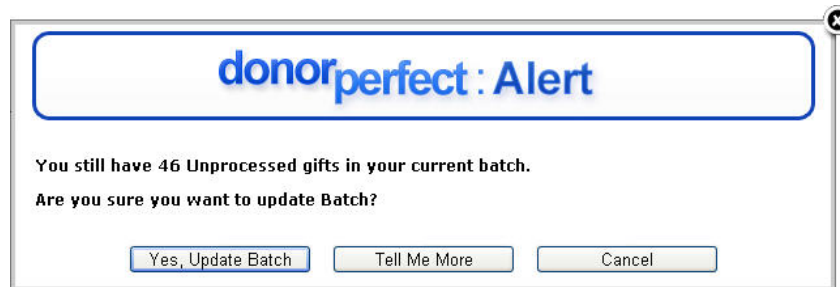 donorperfect : Alert
You still have 46 Unprocessed gifts in your current batch.
Are you sure you want to update Batch?
Yes, Update Batch Tell Me More Cancel